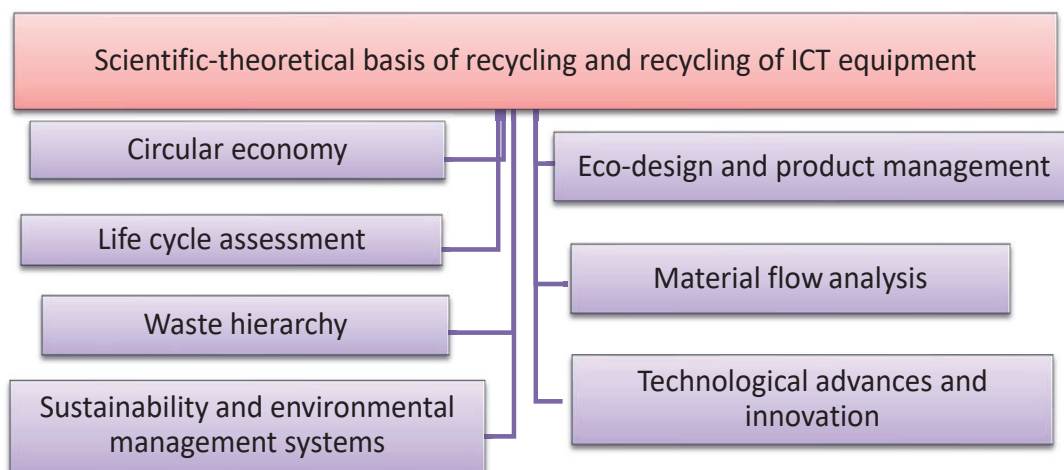 Scientific-theoretical basis of recycling and recycling of ICT equipment
Circular economy
Life cycle assessment
Waste hierarchy
Sustainability and environmental
management systems
Eco-design and product management
Material flow analysis
Technological advances and
innovation